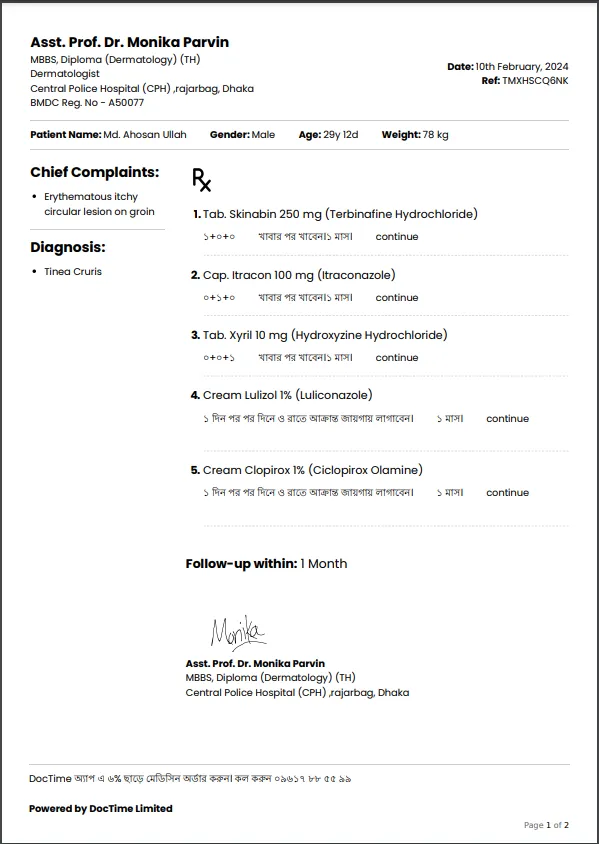 Asst. Prof. Dr. Monika Parvin
MBBS, Diploma (Dermatology) (TH)
Dermatologist
Central Police Hospital (CPH) ,rajarbag, Dhaka
BMDC Reg. No - A50077
Date: 10th February, 2024
Ref: TMXHSCQ6NK
Patient Name: Md. Ahosan Ullah Gender: Male Age: 29y 12d Weight: 78 kg
Chief Complaints:
Erythematous itchy
circular lesion on groin
Diagnosis:
Tinea Cruris
Rx
1. Tab. Skinabin 250 mg (Terbinafine Hydrochloride)
১+০+০ খাবার পর খাবেন।১ মাস। continue
2. Cap. Itracon 100 mg (Itraconazole)
০+১+০ খাবার পর খাবেন।১ মাস। continue
3. Tab. Xyril 10 mg (Hydroxyzine Hydrochloride)
০+০+১ খাবার পর খাবেন।১ মাস। continue
4. Cream Lulizol 1% (Luliconazole)
১ দিন পর পর দিনে ও রাতে আক্রান্ত জায়গায় লাগাবেন। ১ মাস। continue
5. Cream Clopirox 1% (Ciclopirox Olamine)
১ দিন পর পর দিনে ও রাতে আক্রান্ত জায়গায় লাগাবেন। ১ মাস। continue
Follow-up within: 1 Month
Monika
Asst. Prof. Dr. Monika Parvin
MBBS, Diploma (Dermatology) (TH)
Central Police Hospital (CPH) ,rajarbag, Dhaka
DocTime অ্যাপ এ ৬% ছাড়ে মেডিসিন অর্ডার করুন। কল করুন ০৯৬১৭ ৮৮ ৫৫ ৯৯
Powered by DocTime Limited
Page 1 of 2